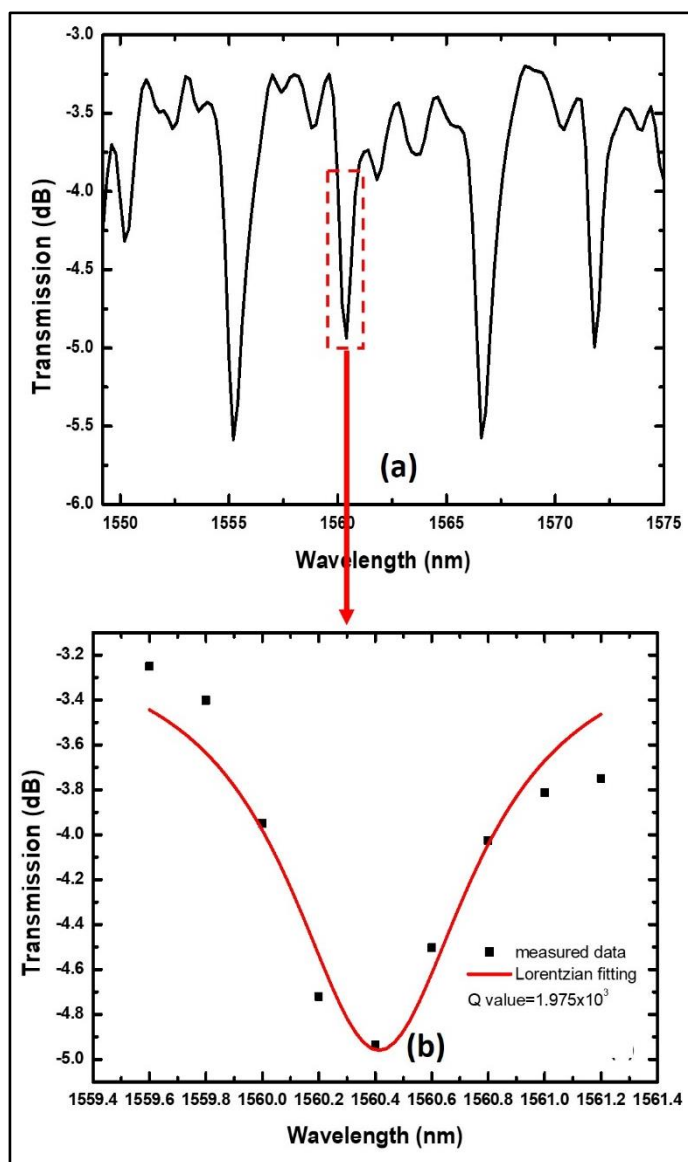 -3.0
-3.5
-4.0
-4.5
-5.0
-5.5
-6.0
Transmission (dB)
(a)
1550 1555 1560 1565 1570 1575
Wavelength (nm)
-3.2
-3.4
-3.6
-3.8
-4.0
-4.2
-4.4
-4.6
-4.8
-5.0
Transmission (dB)
measured data
Lorentzian fitting
Q value=1.975x10³
(b)
1559.4 1559.6 1559.8 1560.0 1560.2 1560.4 1560.6 1560.8 1561.0 1561.2 1561.4
Wavelength (nm)